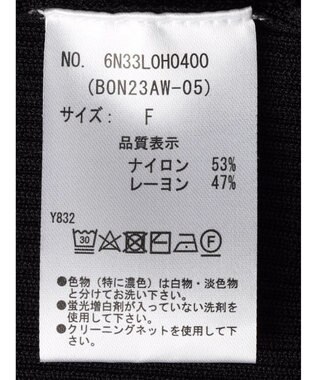 NO. 6N33L0H0400
(BON23AW-05)
サイズ: F
品質表示
ナイロン 53%
レーヨン 47%
Y832
30
F
●色物（特に濃色）は白物・淡色物
と分けてお洗い下さい。
●蛍光増白剤が入っていない洗剤を
使用して下さい。
●クリーニングネットを使用して下
さい。